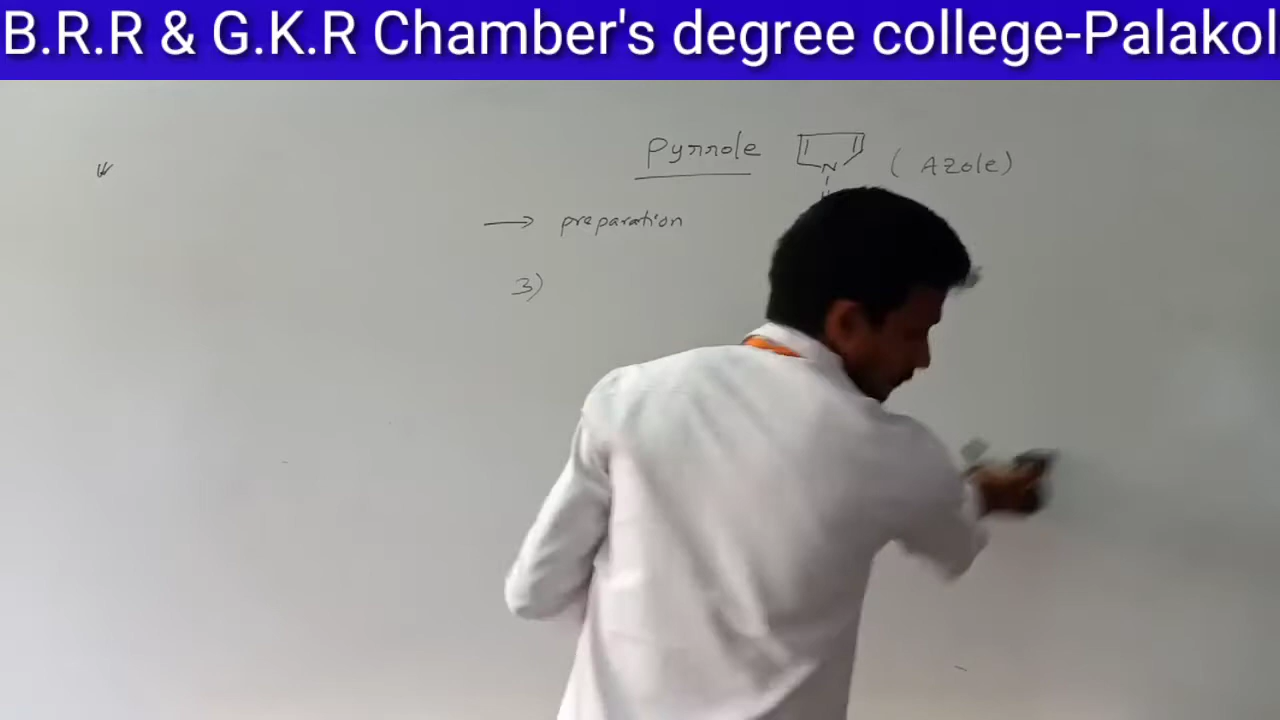 B.R.R & G.K.R Chamber's degree college-Palakol
Pyrrole N (Azole)
→ preparation
3)